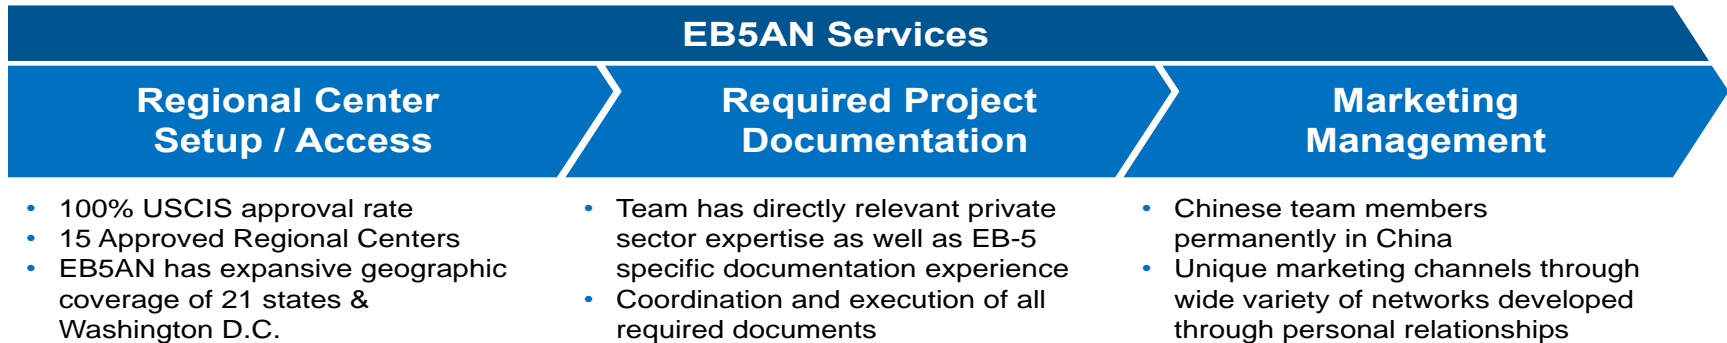 EB5AN Services
Regional Center
Setup / Access
Required Project
Documentation
Marketing
Management
• 100% USCIS approval rate
• 15 Approved Regional Centers
• EB5AN has expansive geographic
coverage of 21 states &
Washington D.C.
• Team has directly relevant private
sector expertise as well as EB-5
specific documentation experience
• Coordination and execution of all
required documents
• Chinese team members
permanently in China
• Unique marketing channels through
wide variety of networks developed
through personal relationships